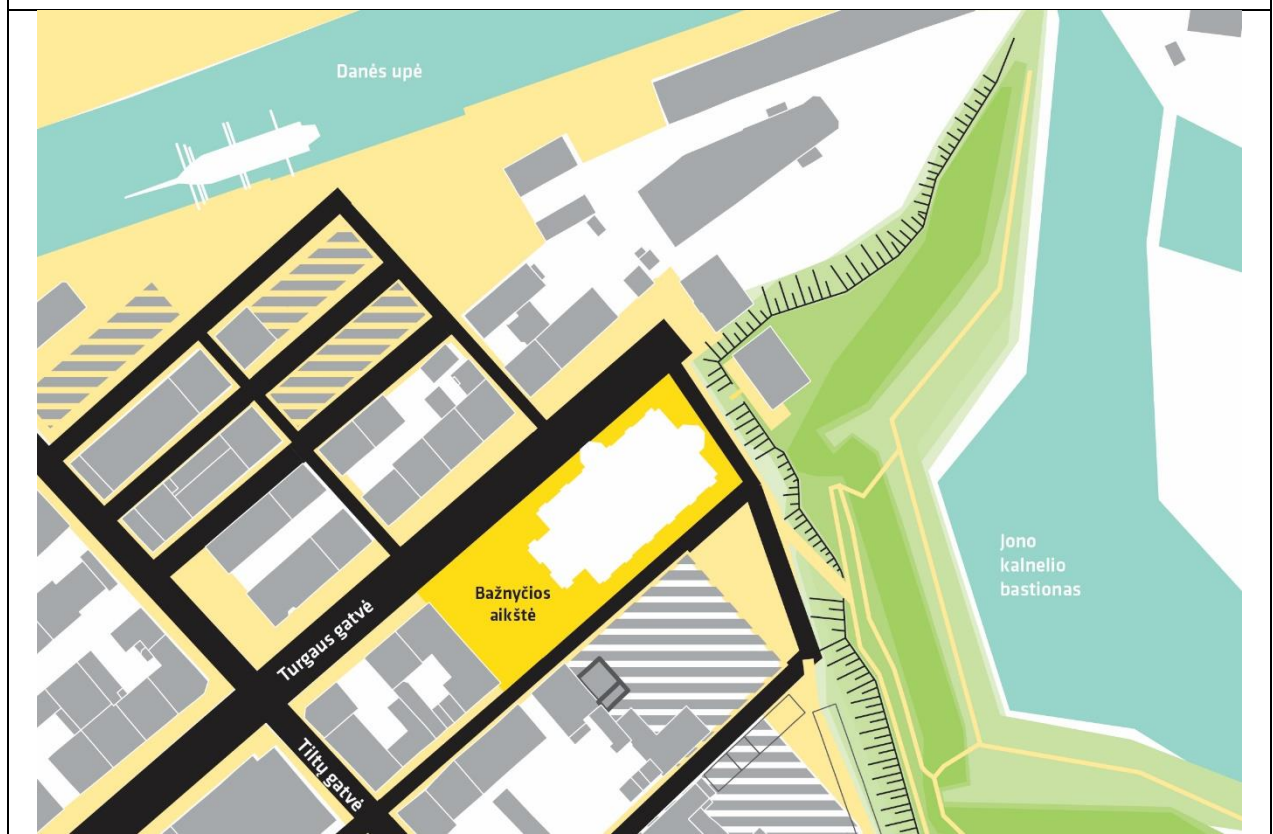 Danės upė
Jono
kalnelio
bastionas
Bažnyčios
aikštė
Turgaus gatvė
Tiltų gatvė